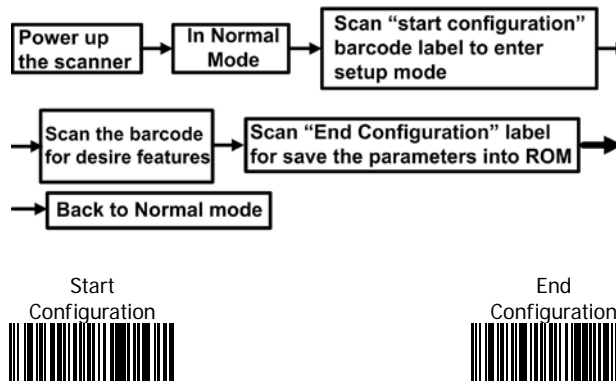 Power up
the scanner
In Normal
Mode
Scan “start configuration”
barcode label to enter
setup mode
Scan the barcode
for desire features
Scan “End Configuration” label
for save the parameters into ROM
Back to Normal mode
Start
Configuration
End
Configuration